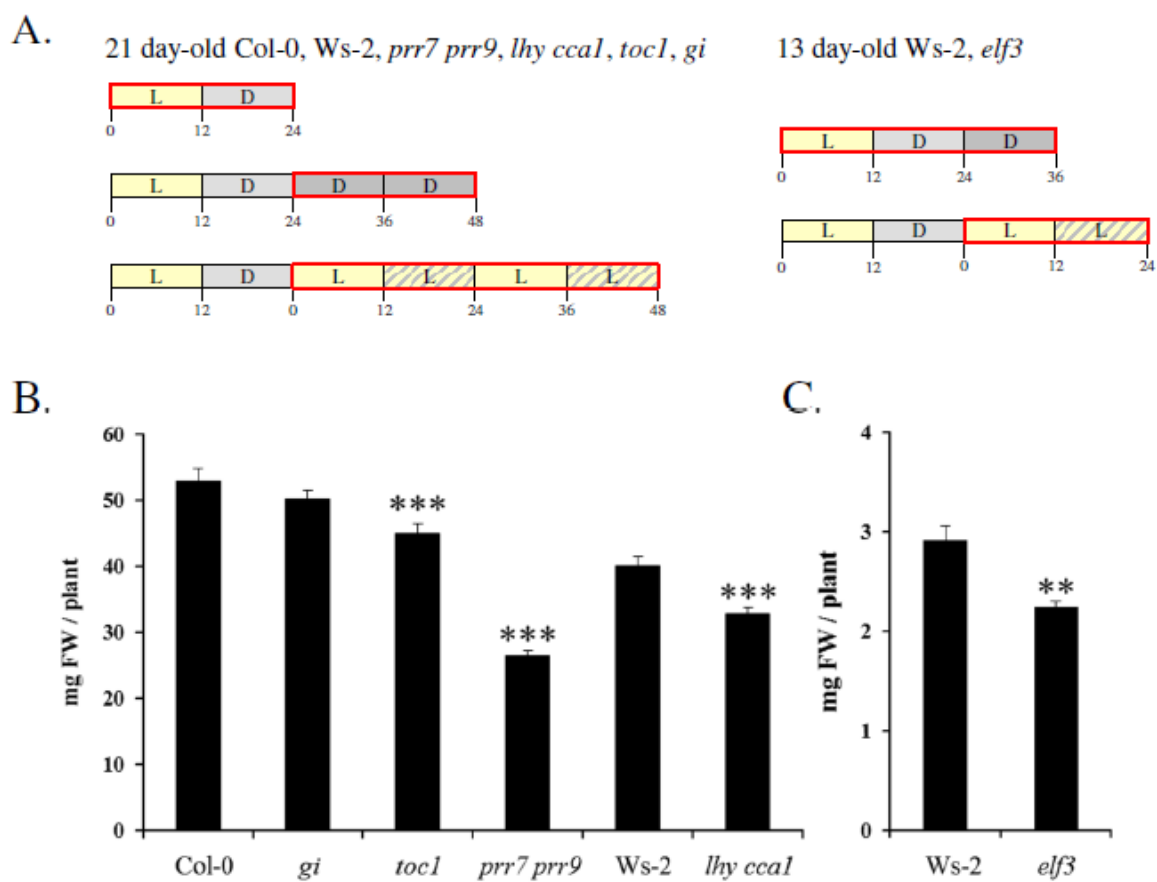 A.
21 day-old Col-0, Ws-2, prr7 prr9, lhy cca1, toc1, gi
L D
0 12 24
L D D D
0 12 24 36 48
L D L L L L
0 12 0 12 24 36 48
13 day-old Ws-2, elf3
L D D
0 12 24 36
L D L L
0 12 0 12 24
B.
mg FW / plant
60
50
40
30
20
10
0
***
***
***
Col-0 gi toc1 prr7 prr9 Ws-2 lhy cca1
C.
mg FW / plant
4
3
2
1
0
**
Ws-2 elf3